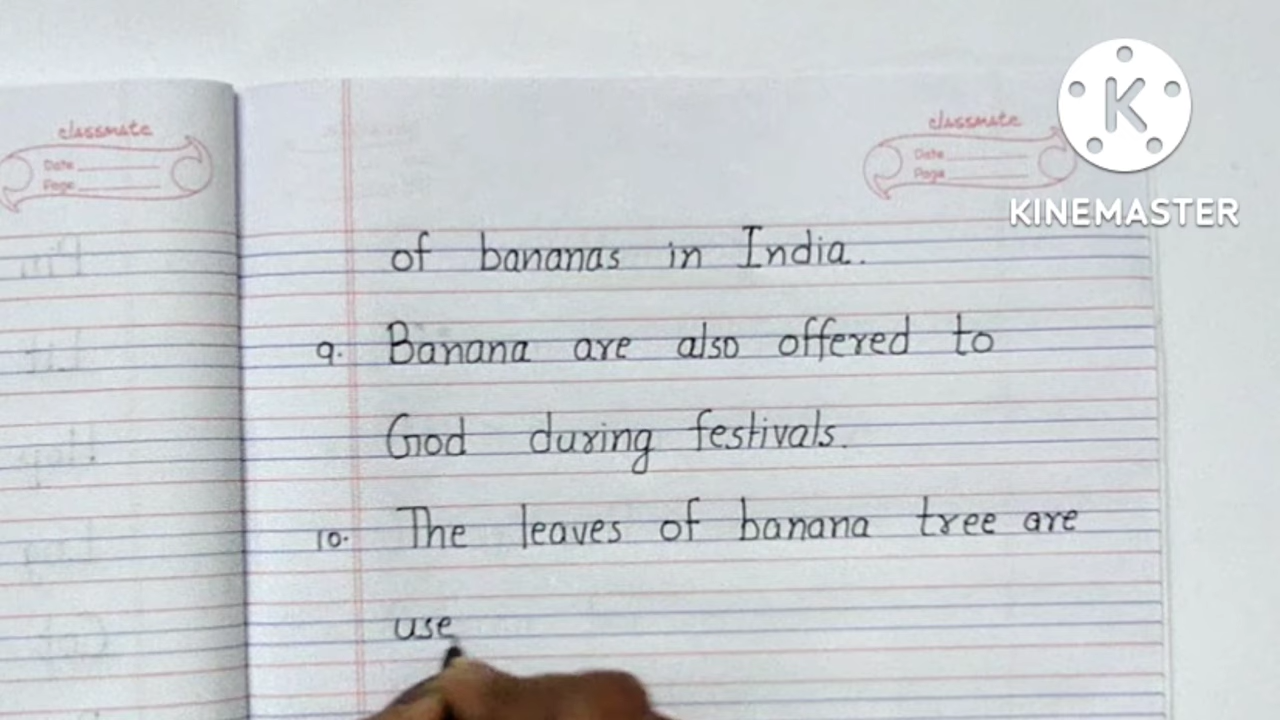 classmate
Date
Page
classmate
Date
Page
KINEMASTER
of bananas in India.
9. Banana are also offered to
God during festivals.
10. The leaves of banana tree are
use